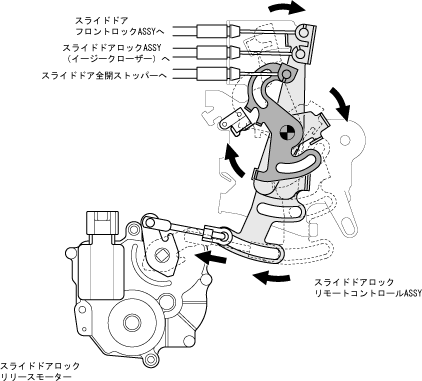 スライドドア
フロントロックASSYへ
スライドドアロックASSY
（イージークローザー）へ
スライドドア全開ストッパーへ
スライドドアロック
リモートコントロールASSY
スライドドアロック
リリースモーター